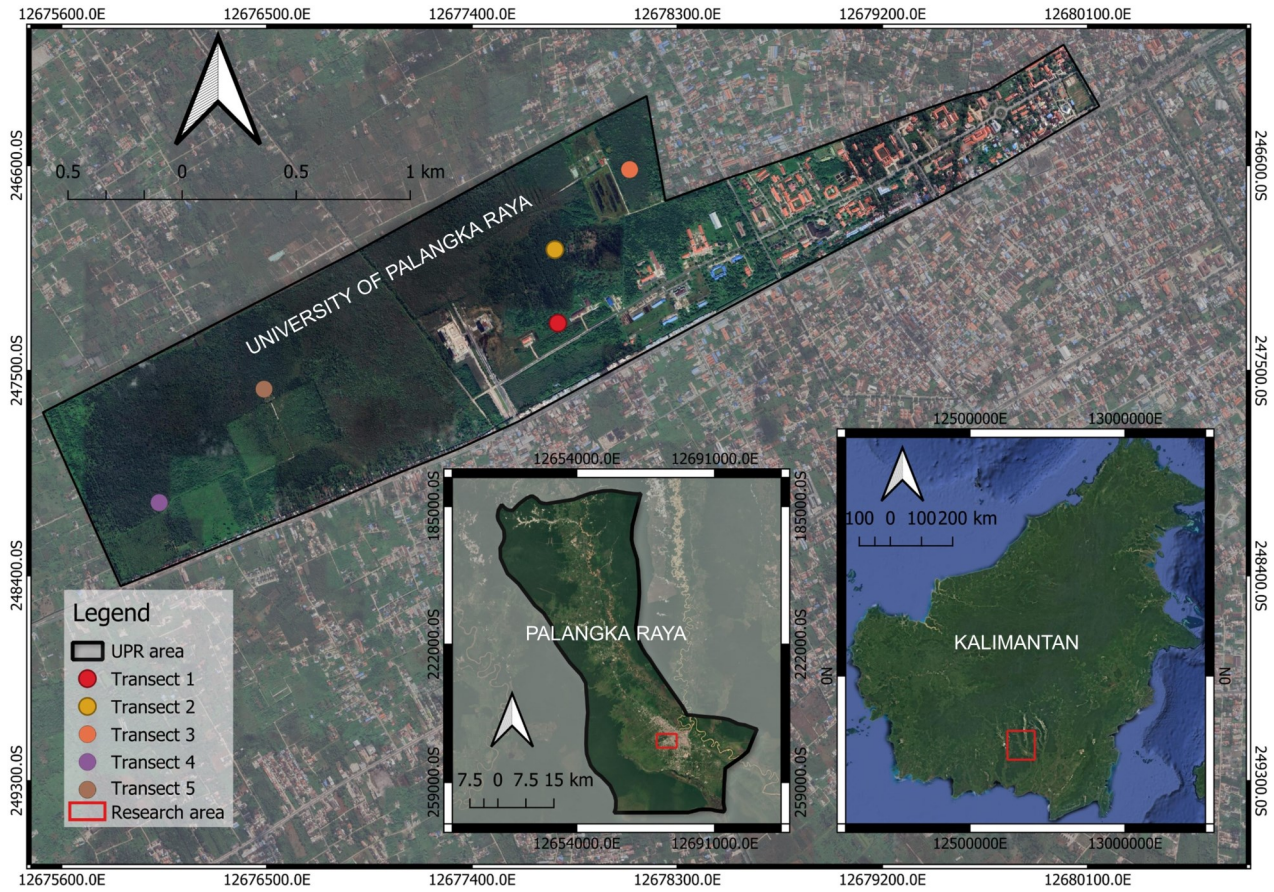 12675600.0E 12676500.0E 12677400.0E 12678300.0E 12679200.0E 12680100.0E
246600.0S
246600.0S
0.5 0 0.5 1 km
UNIVERSITY OF PALANGKA RAYA
247500.0S
247500.0S
248400.0S
248400.0S
249300.0S
249300.0S
Legend
UPR area
Transect 1
Transect 2
Transect 3
Transect 4
Transect 5
Research area
12654000.0E 12691000.0E
185000.0S
185000.0S
PALANGKA RAYA
222000.0S
222000.0S
259000.0S
259000.0S
7.5 0 7.5 15 km
12654000.0E 12691000.0E
12500000E 13000000E
100 0 100 200 km
KALIMANTAN
0N
0N
12500000E 13000000E
12675600.0E 12676500.0E 12677400.0E 12678300.0E 12679200.0E 12680100.0E